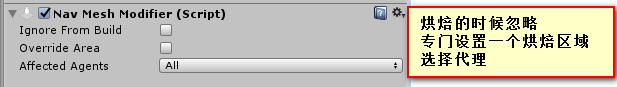 Nav Mesh Modifier (Script)
Ignore From Build
Override Area
Affected Agents All
烘焙的时候忽略
专门设置一个烘焙区域
选择代理